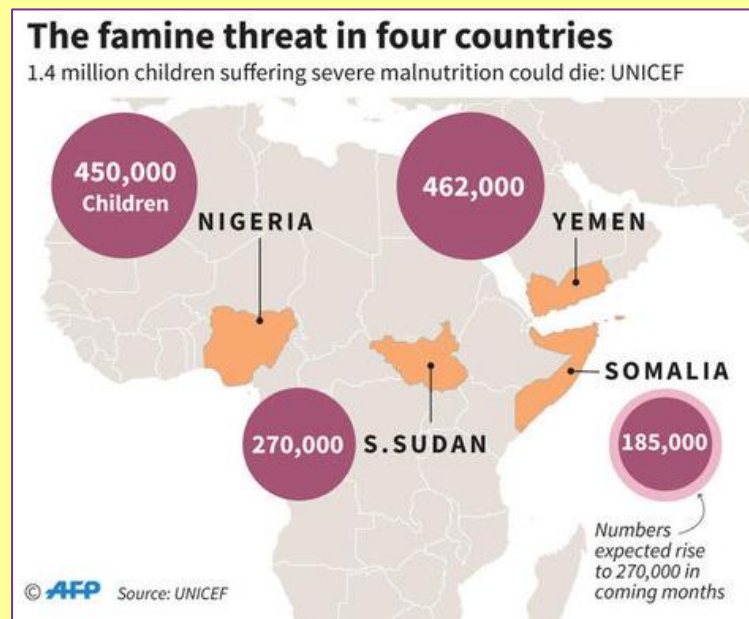 The famine threat in four countries
1.4 million children suffering severe malnutrition could die: UNICEF
450,000
Children
NIGERIA
462,000
YEMEN
270,000
S.SUDAN
SOMALIA
185,000
Numbers
expected rise
to 270,000 in
coming months
© AFP Source: UNICEF